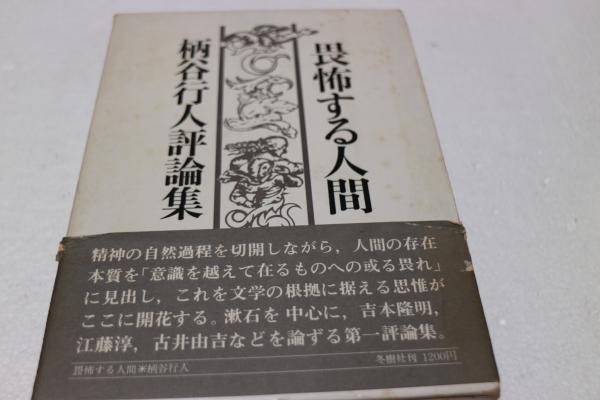 畏怖する人間
柄谷行人評論集
精神の自然過程を切開しながら，人間の存在
本質を「意識を越えて在るものへの或る畏れ」
に見出し，これを文学の根拠に据える思惟が
ここに開花する。漱石を中心に，吉本隆明，
江藤淳，古井由吉などを論ずる第一評論集。
畏怖する人間＊柄谷行人
冬樹社刊 1200円